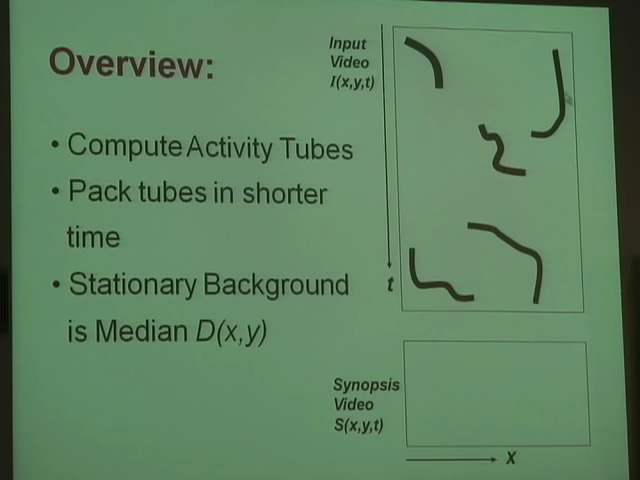 Overview:
• Compute Activity Tubes
• Pack tubes in shorter
time
• Stationary Background
is Median D(x,y)
Input
Video
I(x,y,t)
t
Synopsis
Video
S(x,y,t)
X